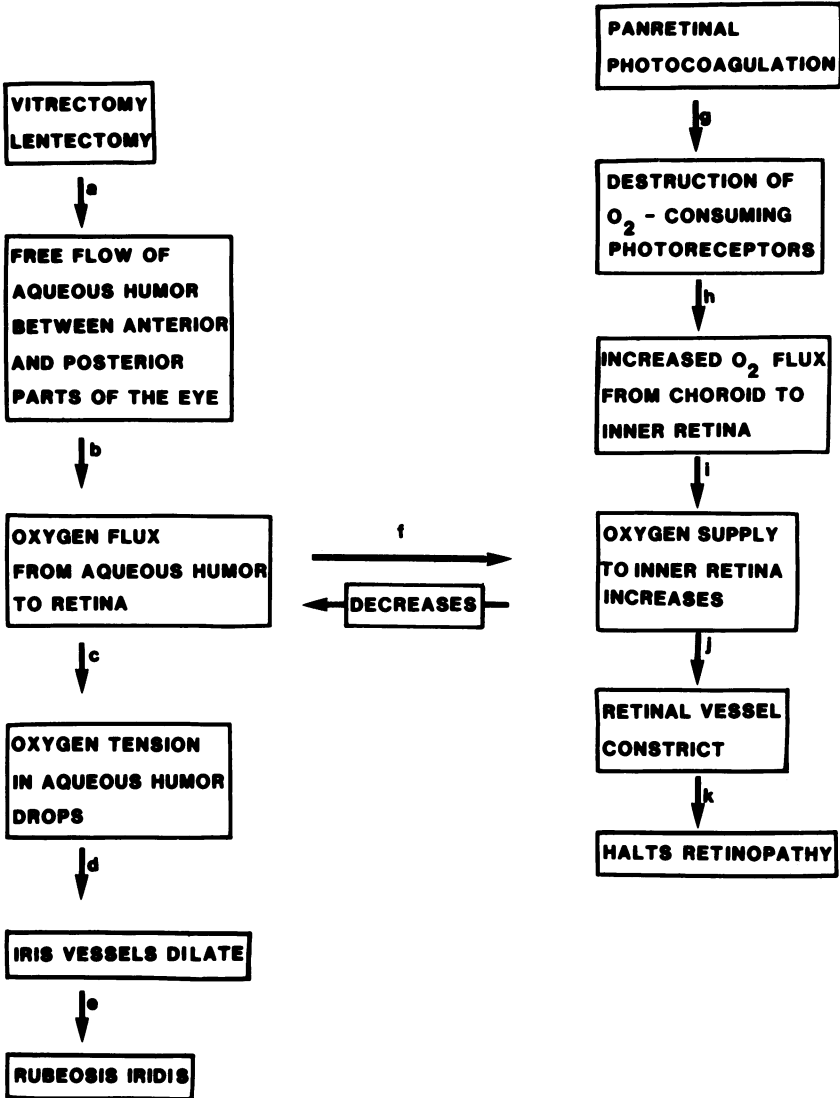 VITRECTOMY
LENTECTOMY
a
FREE FLOW OF
AQUEOUS HUMOR
BETWEEN ANTERIOR
AND POSTERIOR
PARTS OF THE EYE
b
OXYGEN FLUX
FROM AQUEOUS HUMOR
TO RETINA
c
OXYGEN TENSION
IN AQUEOUS HUMOR
DROPS
d
IRIS VESSELS DILATE
e
RUBEOSIS IRIDIS
f
DECREASES
PANRETINAL
PHOTOCOAGULATION
g
DESTRUCTION OF
O2 - CONSUMING
PHOTORECEPTORS
h
INCREASED O2 FLUX
FROM CHOROID TO
INNER RETINA
i
OXYGEN SUPPLY
TO INNER RETINA
INCREASES
j
RETINAL VESSEL
CONSTRICT
k
HALTS RETINOPATHY